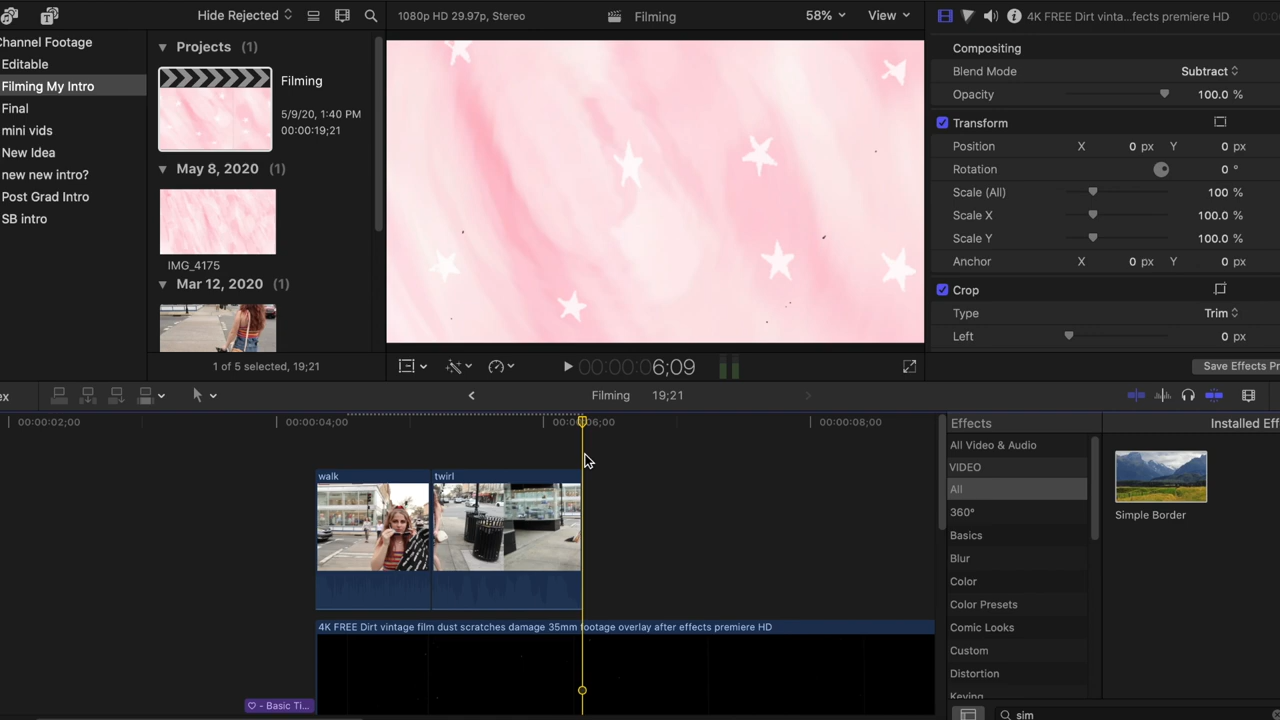 Hide Rejected
1080p HD 29.97p, Stereo
Filming
58%
View
4K FREE Dirt vinta...fects premiere HD
00:0
hannel Footage
Editable
Filming My Intro
Final
mini vids
New Idea
new new intro?
Post Grad Intro
SB intro
Projects (1)
Filming
5/9/20, 1:40 PM
00:00:19;21
May 8, 2020 (1)
IMG_4175
Mar 12, 2020 (1)
1 of 5 selected, 19;21
00:00:06;09
Compositing
Blend Mode Subtract
Opacity 100.0 %
Transform
Position X 0 px Y 0 px
Rotation 0 °
Scale (All) 100 %
Scale X 100.0 %
Scale Y 100.0 %
Anchor X 0 px Y 0 px
Crop
Type Trim
Left 0 px
Save Effects Pr
ex
Filming 19;21
00:00:02;00
00:00:04;00
00:00:06;00
00:00:08;00
walk
twirl
4K FREE Dirt vintage film dust scratches damage 35mm footage overlay after effects premiere HD
- Basic Ti...
Effects
Installed Eff
All Video & Audio
VIDEO
All
360°
Basics
Blur
Color
Color Presets
Comic Looks
Custom
Distortion
Keying
Simple Border
sim